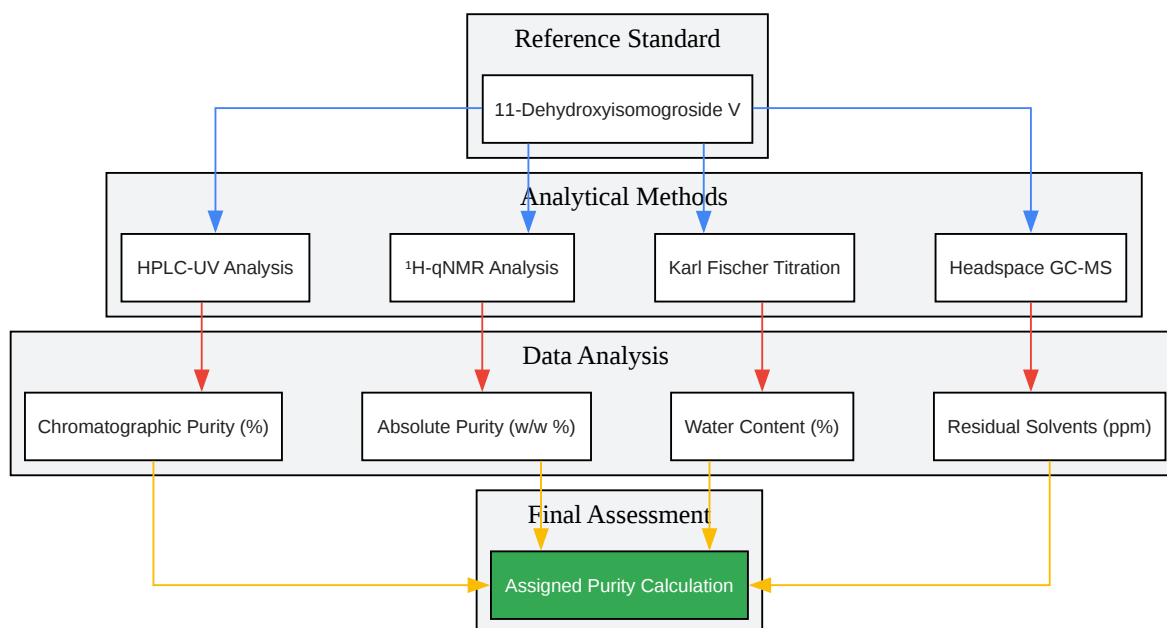 Reference Standard
11-Dehydroxyisomogroside V
Analytical Methods
HPLC-UV Analysis
¹H-qNMR Analysis
Karl Fischer Titration
Headspace GC-MS
Data Analysis
Chromatographic Purity (%)
Absolute Purity (w/w %)
Water Content (%)
Residual Solvents (ppm)
Final Assessment
Assigned Purity Calculation